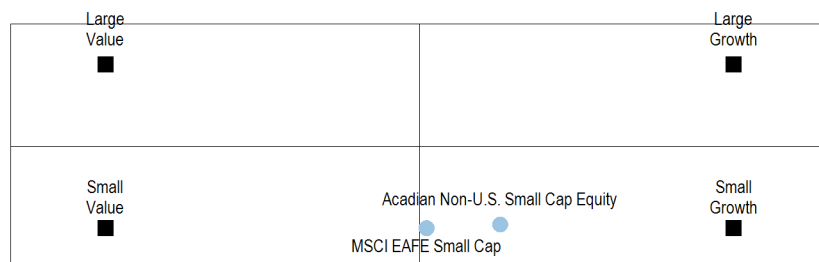 Large
Value
Large
Growth
Small
Value
Acadian Non-U.S. Small Cap Equity
MSCI EAFE Small Cap
Small
Growth